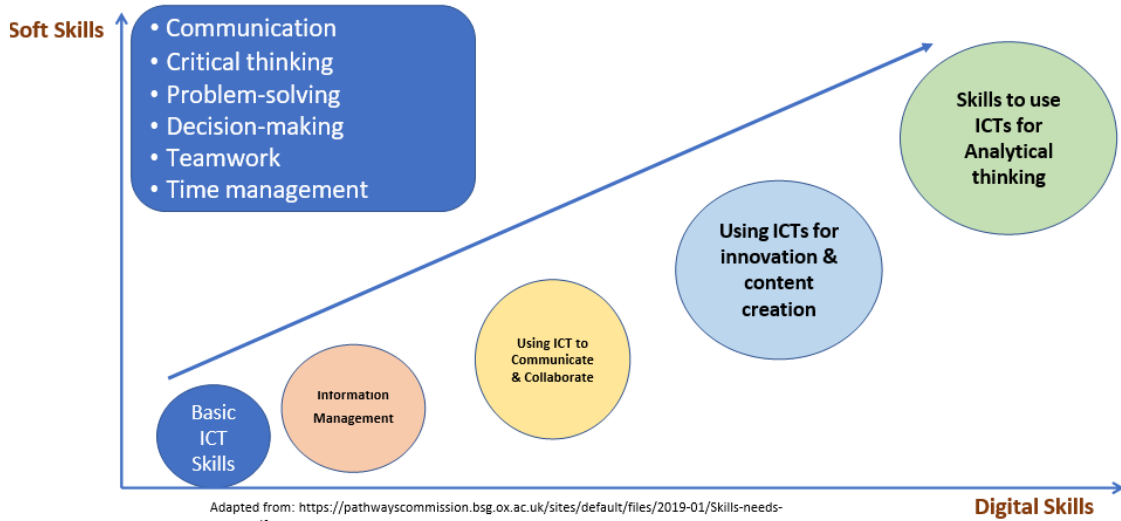 Soft Skills
• Communication
• Critical thinking
• Problem-solving
• Decision-making
• Teamwork
• Time management
Skills to use
ICTs for
Analytical
thinking
Using ICTs for
innovation &
content
creation
Using ICT to
Communicate
& Collaborate
Information
Management
Basic
ICT
Skills
Adapted from: https://pathwayscommission.bsg.ox.ac.uk/sites/default/files/2019-01/Skills-needs-
Digital Skills